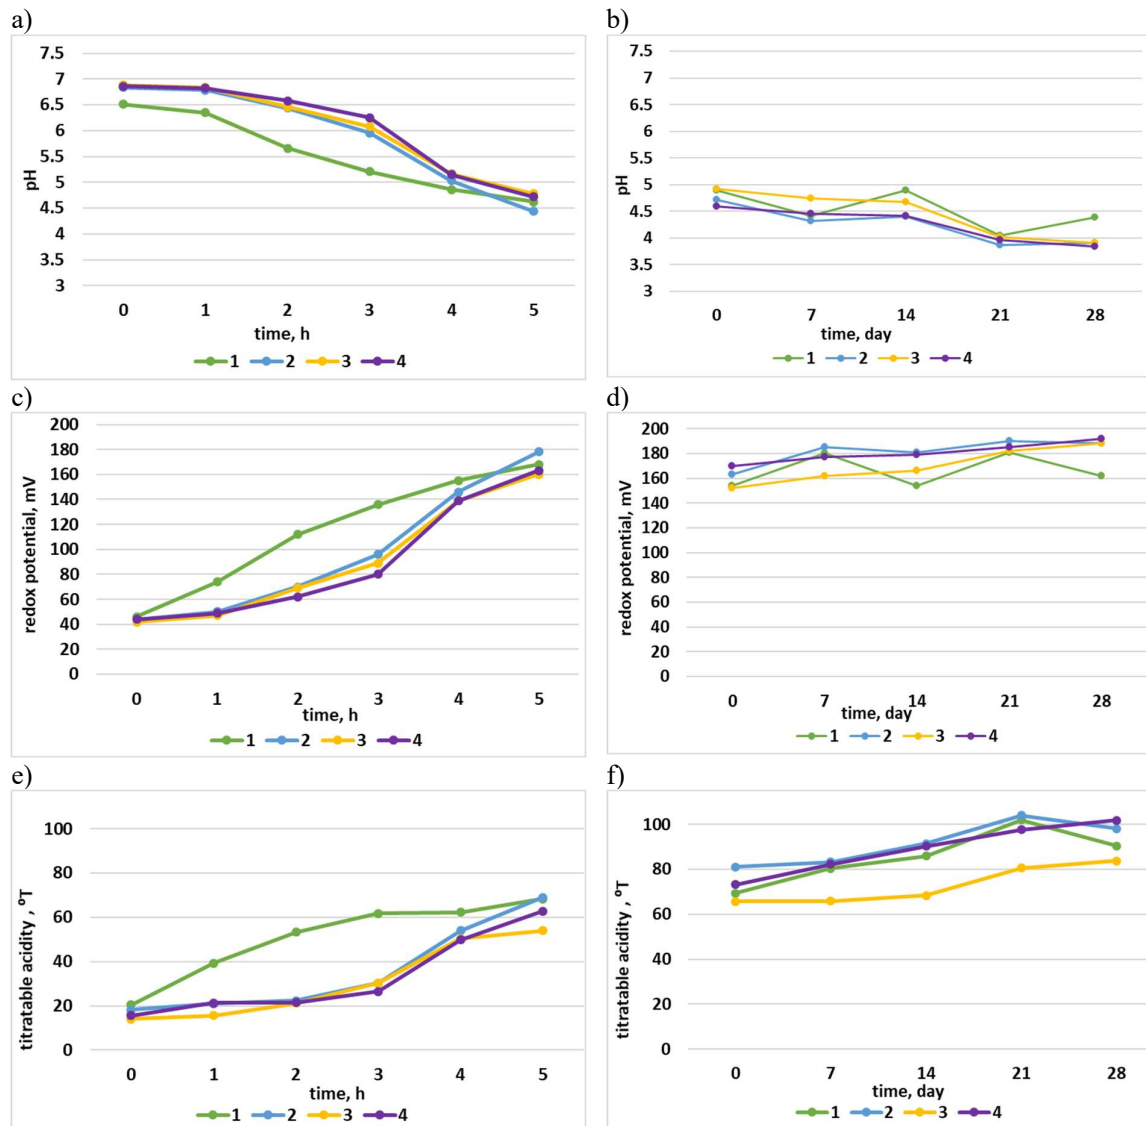 a)
7.5
7
6.5
6
5.5
5
4.5
4
3.5
3
pH
0 1 2 3 4 5
time, h
1 2 3 4
b)
7.5
7
6.5
6
5.5
5
4.5
4
3.5
3
pH
0 7 14 21 28
time, day
1 2 3 4
c)
200
180
160
140
120
100
80
60
40
20
0
redox potential, mV
0 1 2 3 4 5
time, h
1 2 3 4
d)
200
180
160
140
120
100
80
60
40
20
0
redox potential, mV
0 7 14 21 28
time, day
1 2 3 4
e)
100
80
60
40
20
0
titratable acidity , ºT
0 1 2 3 4 5
time, h
1 2 3 4
f)
100
80
60
40
20
0
titratable acidity , ºT
0 7 14 21 28
time, day
1 2 3 4